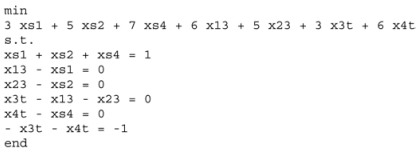 min
3 xs1 + 5 xs2 + 7 xs4 + 6 x13 + 5 x23 + 3 x3t + 6 x4t
s.t.
xs1 + xs2 + xs4 = 1
x13 - xs1 = 0
x23 - xs2 = 0
x3t - x13 - x23 = 0
x4t - xs4 = 0
- x3t - x4t = -1
end